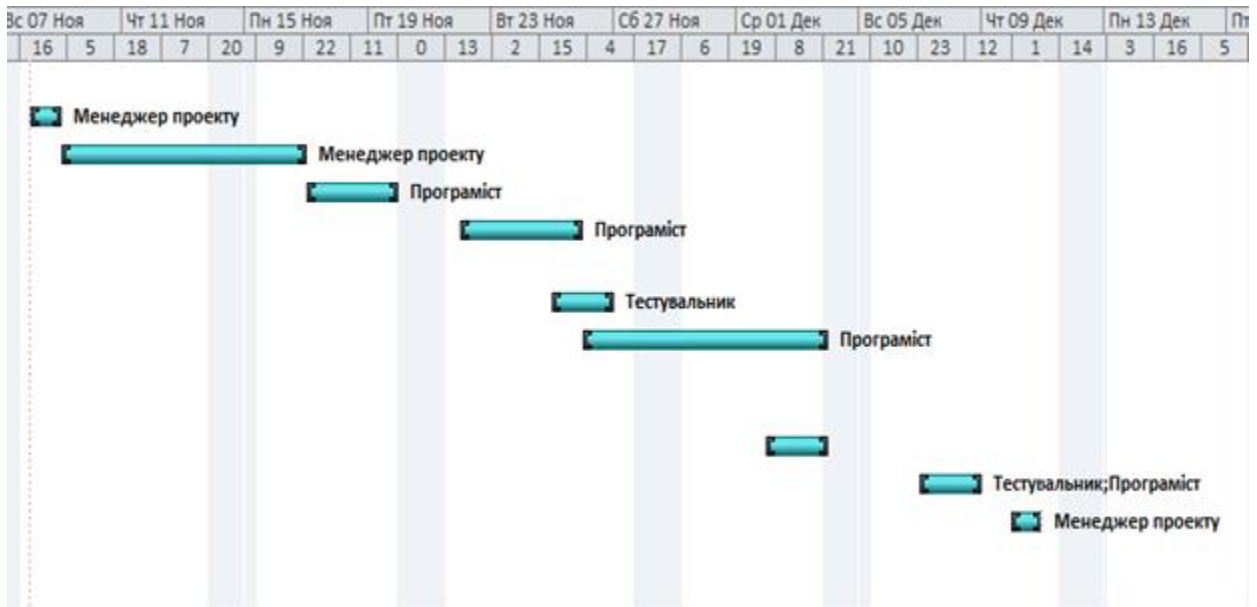 Вс 07 Ноя Чт 11 Ноя Пн 15 Ноя Пт 19 Ноя Вт 23 Ноя Сб 27 Ноя Ср 01 Дек Вс 05 Дек Чт 09 Дек Пн 13 Дек Пт
16 5 18 7 20 9 22 11 0 13 2 15 4 17 6 19 8 21 10 23 12 1 14 3 16 5
Менеджер проекту
Менеджер проекту
Програміст
Програміст
Тестувальник
Програміст
Тестувальник;Програміст
Менеджер проекту